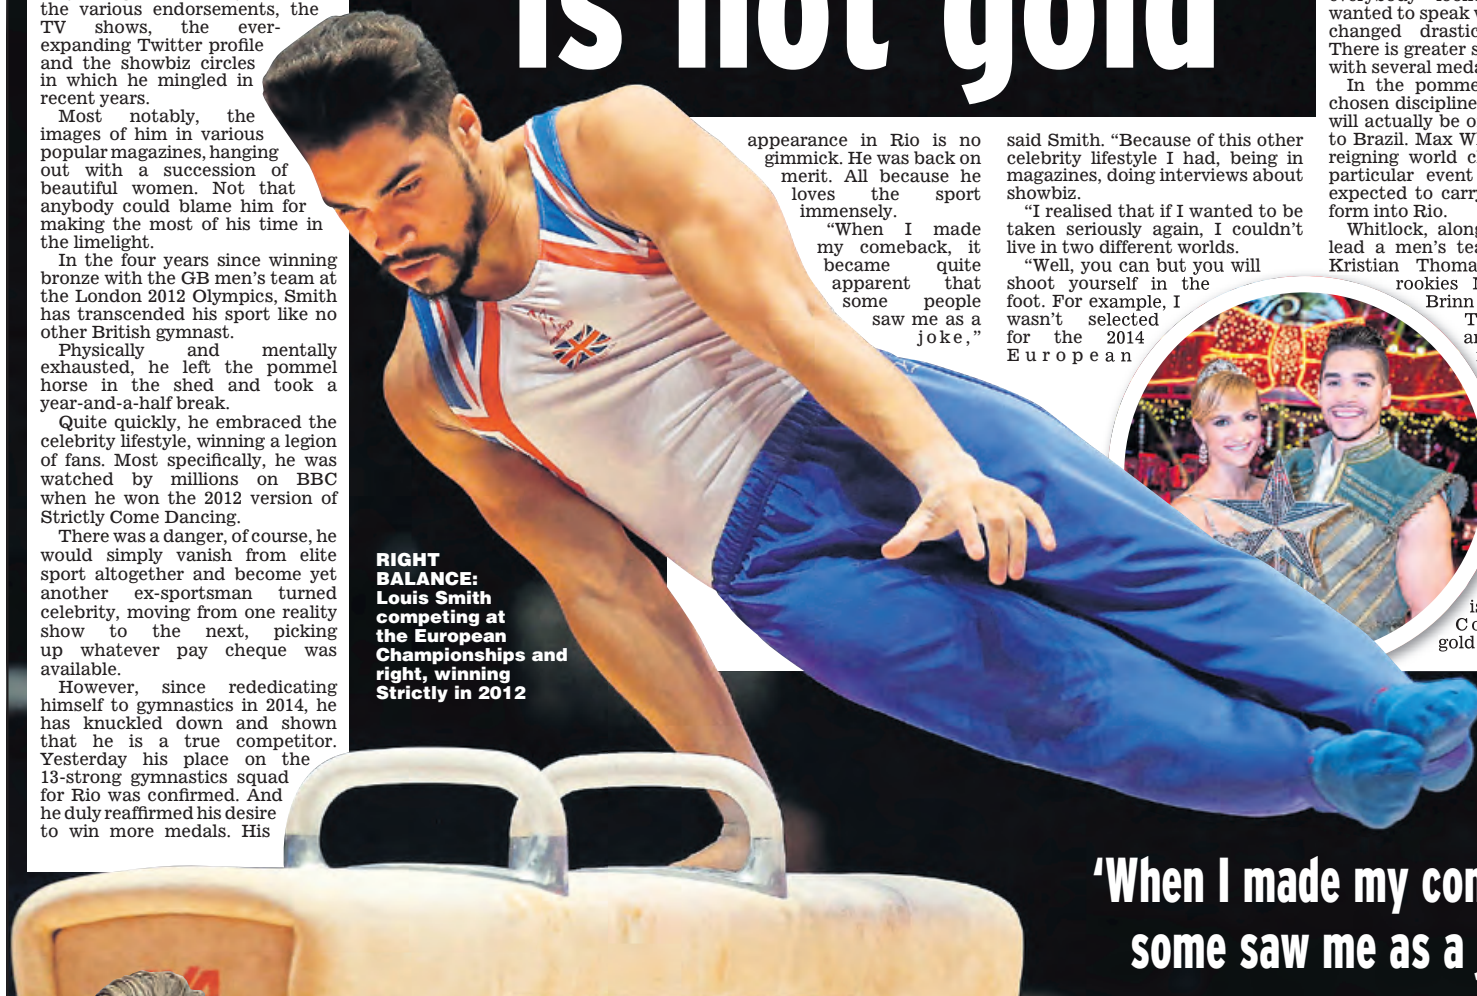 is not gold
the various endorsements, the
TV shows, the ever-
expanding Twitter profile
and the showbiz circles
in which he mingled in
recent years.
Most notably, the
images of him in various
popular magazines, hanging
out with a succession of
beautiful women. Not that
anybody could blame him for
making the most of his time in
the limelight.
In the four years since winning
bronze with the GB men's team at
the London 2012 Olympics, Smith
has transcended his sport like no
other British gymnast.
Physically and mentally
exhausted, he left the pommel
horse in the shed and took a
year-and-a-half break.
Quite quickly, he embraced the
celebrity lifestyle, winning a legion
of fans. Most specifically, he was
watched by millions on BBC
when he won the 2012 version of
Strictly Come Dancing.
There was a danger, of course, he
would simply vanish from elite
sport altogether and become yet
another ex-sportsman turned
celebrity, moving from one reality
show to the next, picking
up whatever pay cheque was
available.
However, since rededicating
himself to gymnastics in 2014, he
has knuckled down and shown
that he is a true competitor.
Yesterday his place on the
13-strong gymnastics squad
for Rio was confirmed. And
he duly reaffirmed his desire
to win more medals. His
appearance in Rio is no
gimmick. He was back on
merit. All because he
loves the sport
immensely.
"When I made
my comeback, it
became quite
apparent that
some people
saw me as a
joke,"
said Smith. "Because of this other
celebrity lifestyle I had, being in
magazines, doing interviews about
showbiz.
"I realised that if I wanted to be
taken seriously again, I couldn't
live in two different worlds.
"Well, you can but you will
shoot yourself in the
foot. For example, I
wasn't selected
for the 2014
European
wanted to speak
changed drastic
There is greater s
with several meda
In the pomme
chosen discipline
will actually be o
to Brazil. Max W
reigning world c
particular event
expected to carry
form into Rio.
Whitlock, along
lead a men's tea
Kristian Thoma
rookies
Brinn
T
a
is
Co
gold
RIGHT
BALANCE:
Louis Smith
competing at
the European
Championships and
right, winning
Strictly in 2012
'When I made my com
some saw me as a